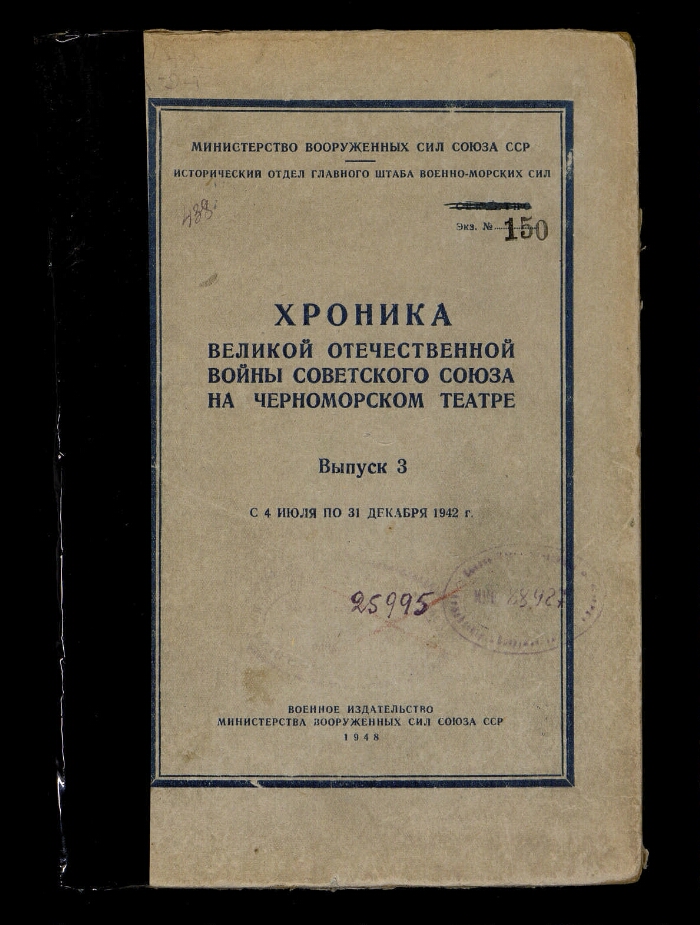 МИНИСТЕРСТВО ВООРУЖЕННЫХ СИЛ СОЮЗА ССР
ИСТОРИЧЕСКИЙ ОТДЕЛ ГЛАВНОГО ШТАБА ВОЕННО-МОРСКИХ СИЛ
Экз. № 150
ХРОНИКА
ВЕЛИКОЙ ОТЕЧЕСТВЕННОЙ
ВОЙНЫ СОВЕТСКОГО СОЮЗА
НА ЧЕРНОМОРСКОМ ТЕАТРЕ
Выпуск 3
С 4 ИЮЛЯ ПО 31 ДЕКАБРЯ 1942 г.
25995
ВОЕННОЕ ИЗДАТЕЛЬСТВО
МИНИСТЕРСТВА ВООРУЖЕННЫХ СИЛ СОЮЗА ССР
1948